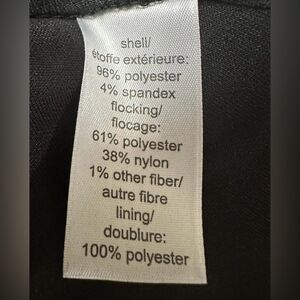 shell/
étoffe extérieure:
96% polyester
4% spandex
flocking/
flocage:
61% polyester
38% nylon
1% other fiber/
autre fibre
lining/
doublure:
100% polyester